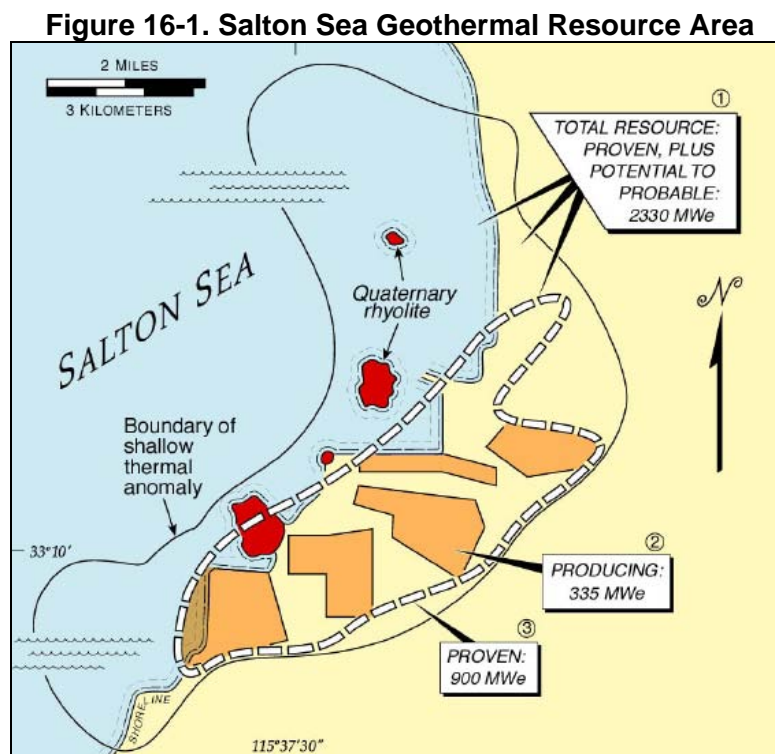 Figure 16-1. Salton Sea Geothermal Resource Area
2 MILES
3 KILOMETERS
①
TOTAL RESOURCE:
PROVEN, PLUS
POTENTIAL TO
PROBABLE:
2330 MWe
SALTON SEA
Quaternary
rhyolite
N
Boundary of
shallow
thermal
anomaly
33°10'
②
PRODUCING:
335 MWe
③
PROVEN:
900 MWe
SHORELINE
115°37'30"